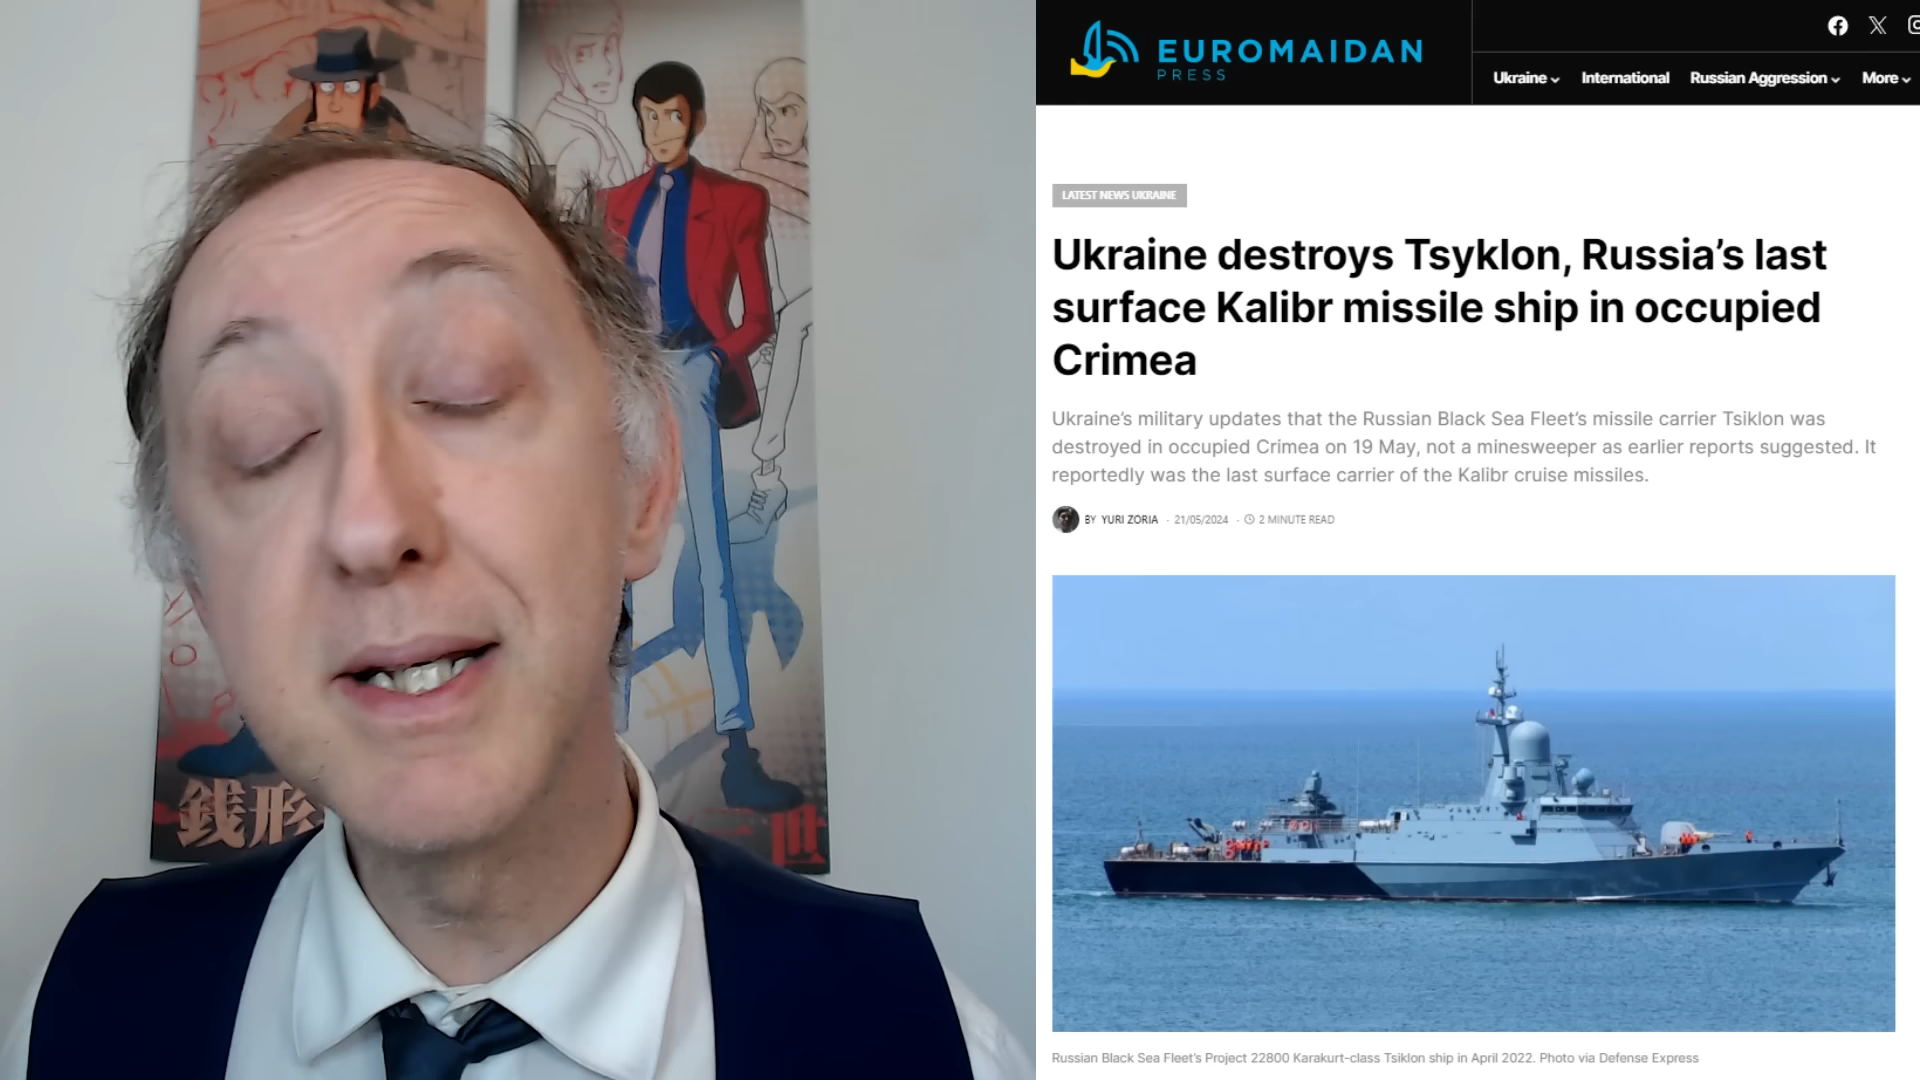 銭形
三世
EUROMAIDAN
PRESS
Ukraine
International
Russian Aggression
More
LATEST NEWS UKRAINE
Ukraine destroys Tsyklon, Russia's last
surface Kalibr missile ship in occupied
Crimea
Ukraine's military updates that the Russian Black Sea Fleet's missile carrier Tsiklon was
destroyed in occupied Crimea on 19 May, not a minesweeper as earlier reports suggested. It
reportedly was the last surface carrier of the Kalibr cruise missiles.
BY YURI ZORIA · 21/05/2024 · 2 MINUTE READ
Russian Black Sea Fleet's Project 22800 Karakurt-class Tsiklon ship in April 2022. Photo via Defense Express